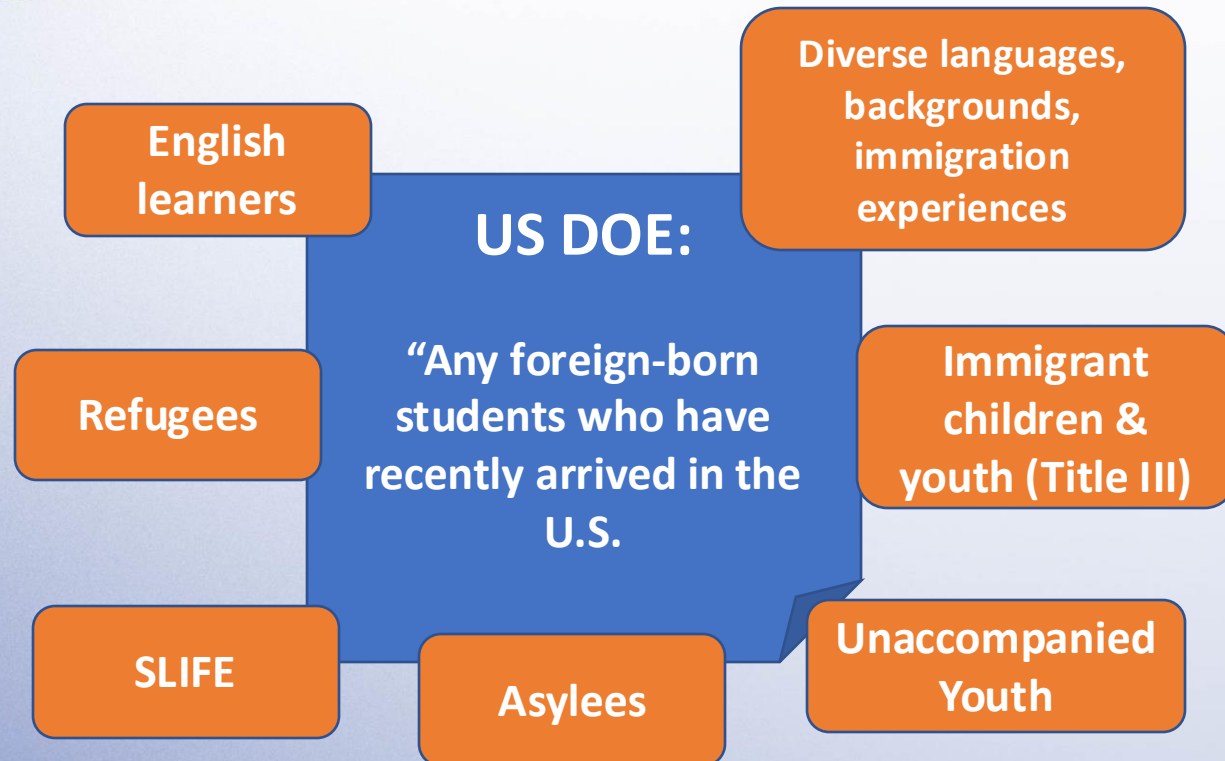 Diverse languages,
backgrounds,
immigration
experiences
English
learners
US DOE:
“Any foreign-born
students who have
recently arrived in the
U.S.
Refugees
Immigrant
children &
youth (Title III)
SLIFE
Asylees
Unaccompanied
Youth